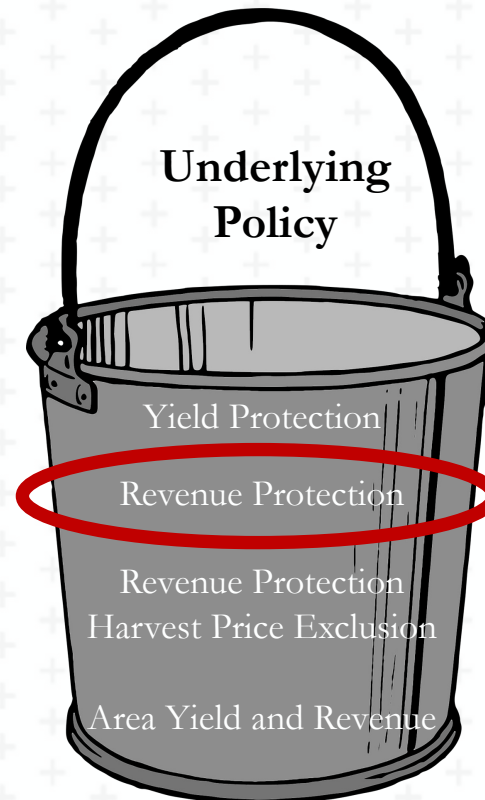 Underlying
Policy
Yield Protection
Revenue Protection
Revenue Protection
Harvest Price Exclusion
Area Yield and Revenue